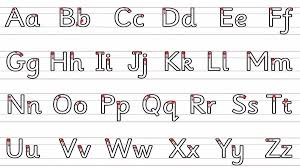 Aa Bb Cc Dd Ee Ff
Gg Hh Ii Jj Kk Ll Mm
Nn Oo Pp Qq Rr Ss Tt
Uu Vv Ww Xx Yy Zz